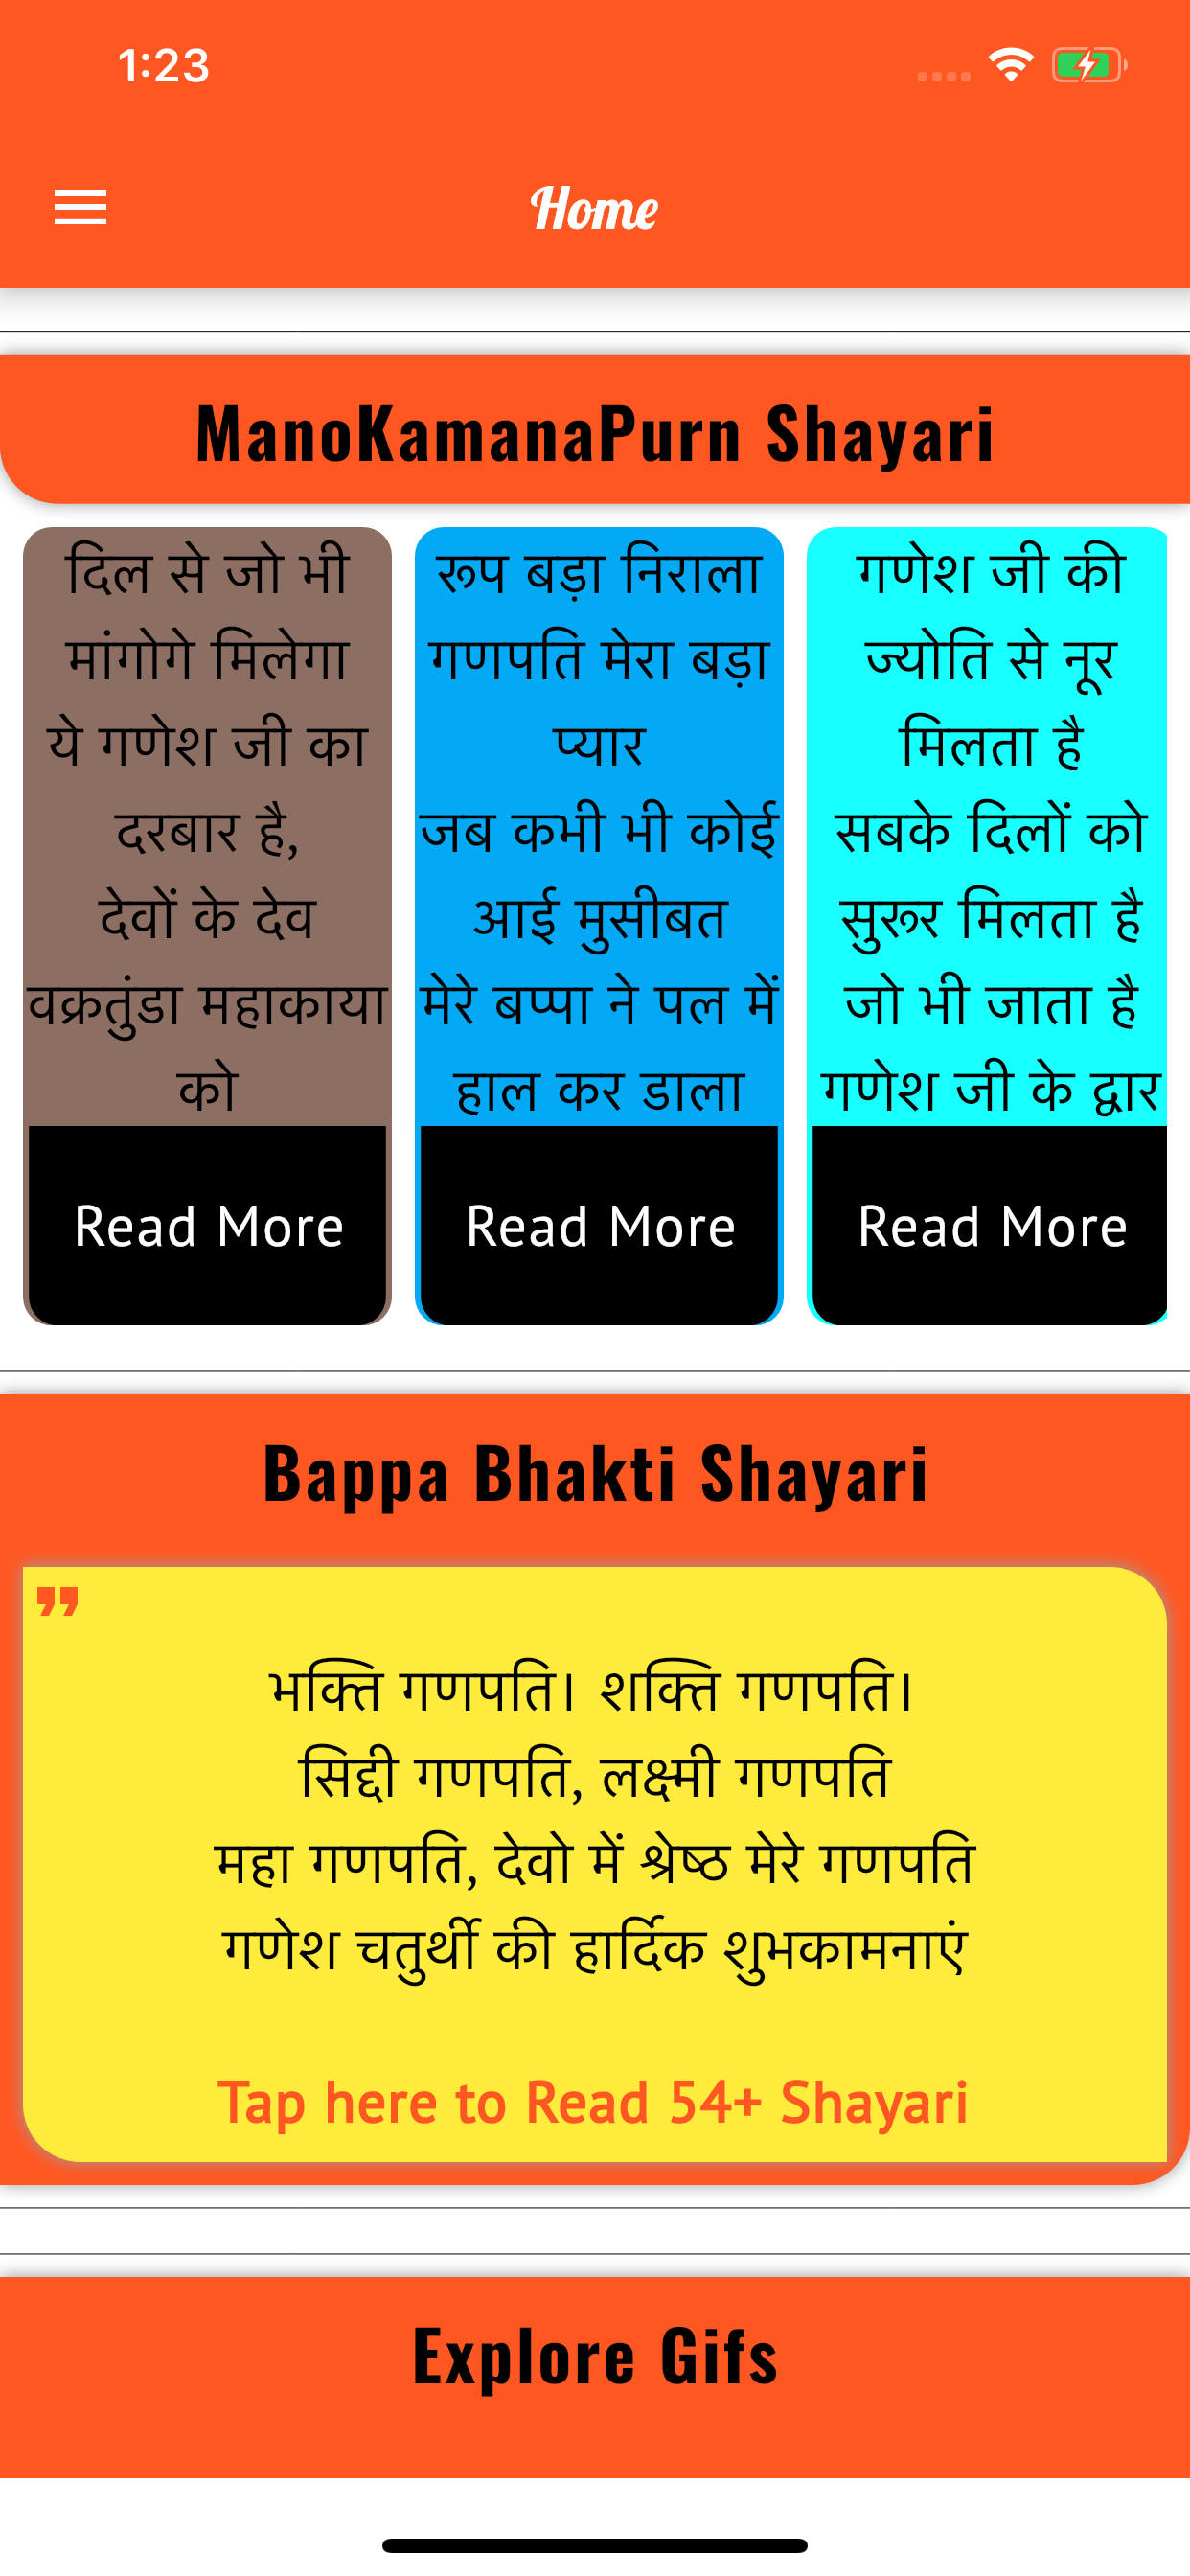 1:23
Home
ManoKamanaPurn Shayari
दिल से जो भी
मांगोगे मिलेगा
ये गणेश जी का
दरबार है,
देवों के देव
वक्रतुंडा महाकाया
को
Read More
रूप बड़ा निराला
गणपति मेरा बड़ा
प्यार
जब कभी भी कोई
आई मुसीबत
मेरे बप्पा ने पल में
हाल कर डाला
Read More
गणेश जी की
ज्योति से नूर
मिलता है
सबके दिलों को
सुरूर मिलता है
जो भी जाता है
गणेश जी के द्वार
Read More
Bappa Bhakti Shayari
"
भक्ति गणपति। शक्ति गणपति।
सिद्दी गणपति, लक्ष्मी गणपति
महा गणपति, देवो में श्रेष्ठ मेरे गणपति
गणेश चतुर्थी की हार्दिक शुभकामनाएं
Tap here to Read 54+ Shayari
Explore Gifs